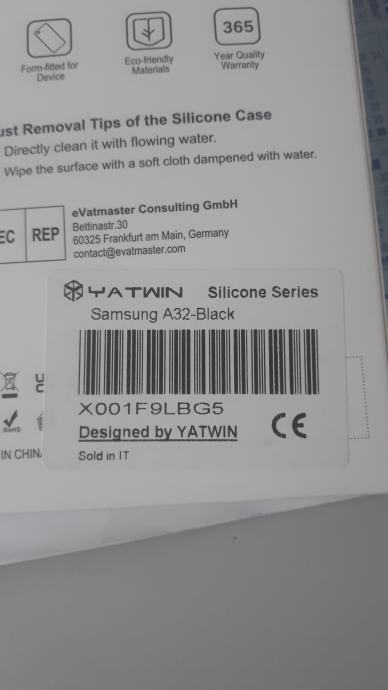 Form-fitted for
Device
Eco-friendly
Materials
365
Year Quality
Warranty
ust Removal Tips of the Silicone Case
Directly clean it with flowing water.
Wipe the surface with a soft cloth dampened with water.
EC REP
eVatmaster Consulting GmbH
Bettinastr.30
60325 Frankfurt am Main, Germany
contact@evatmaster.com
YATWIN Silicone Series
Samsung A32-Black
X001F9LBG5
Designed by YATWIN
CE
Sold in IT
RoHS
IN CHINA